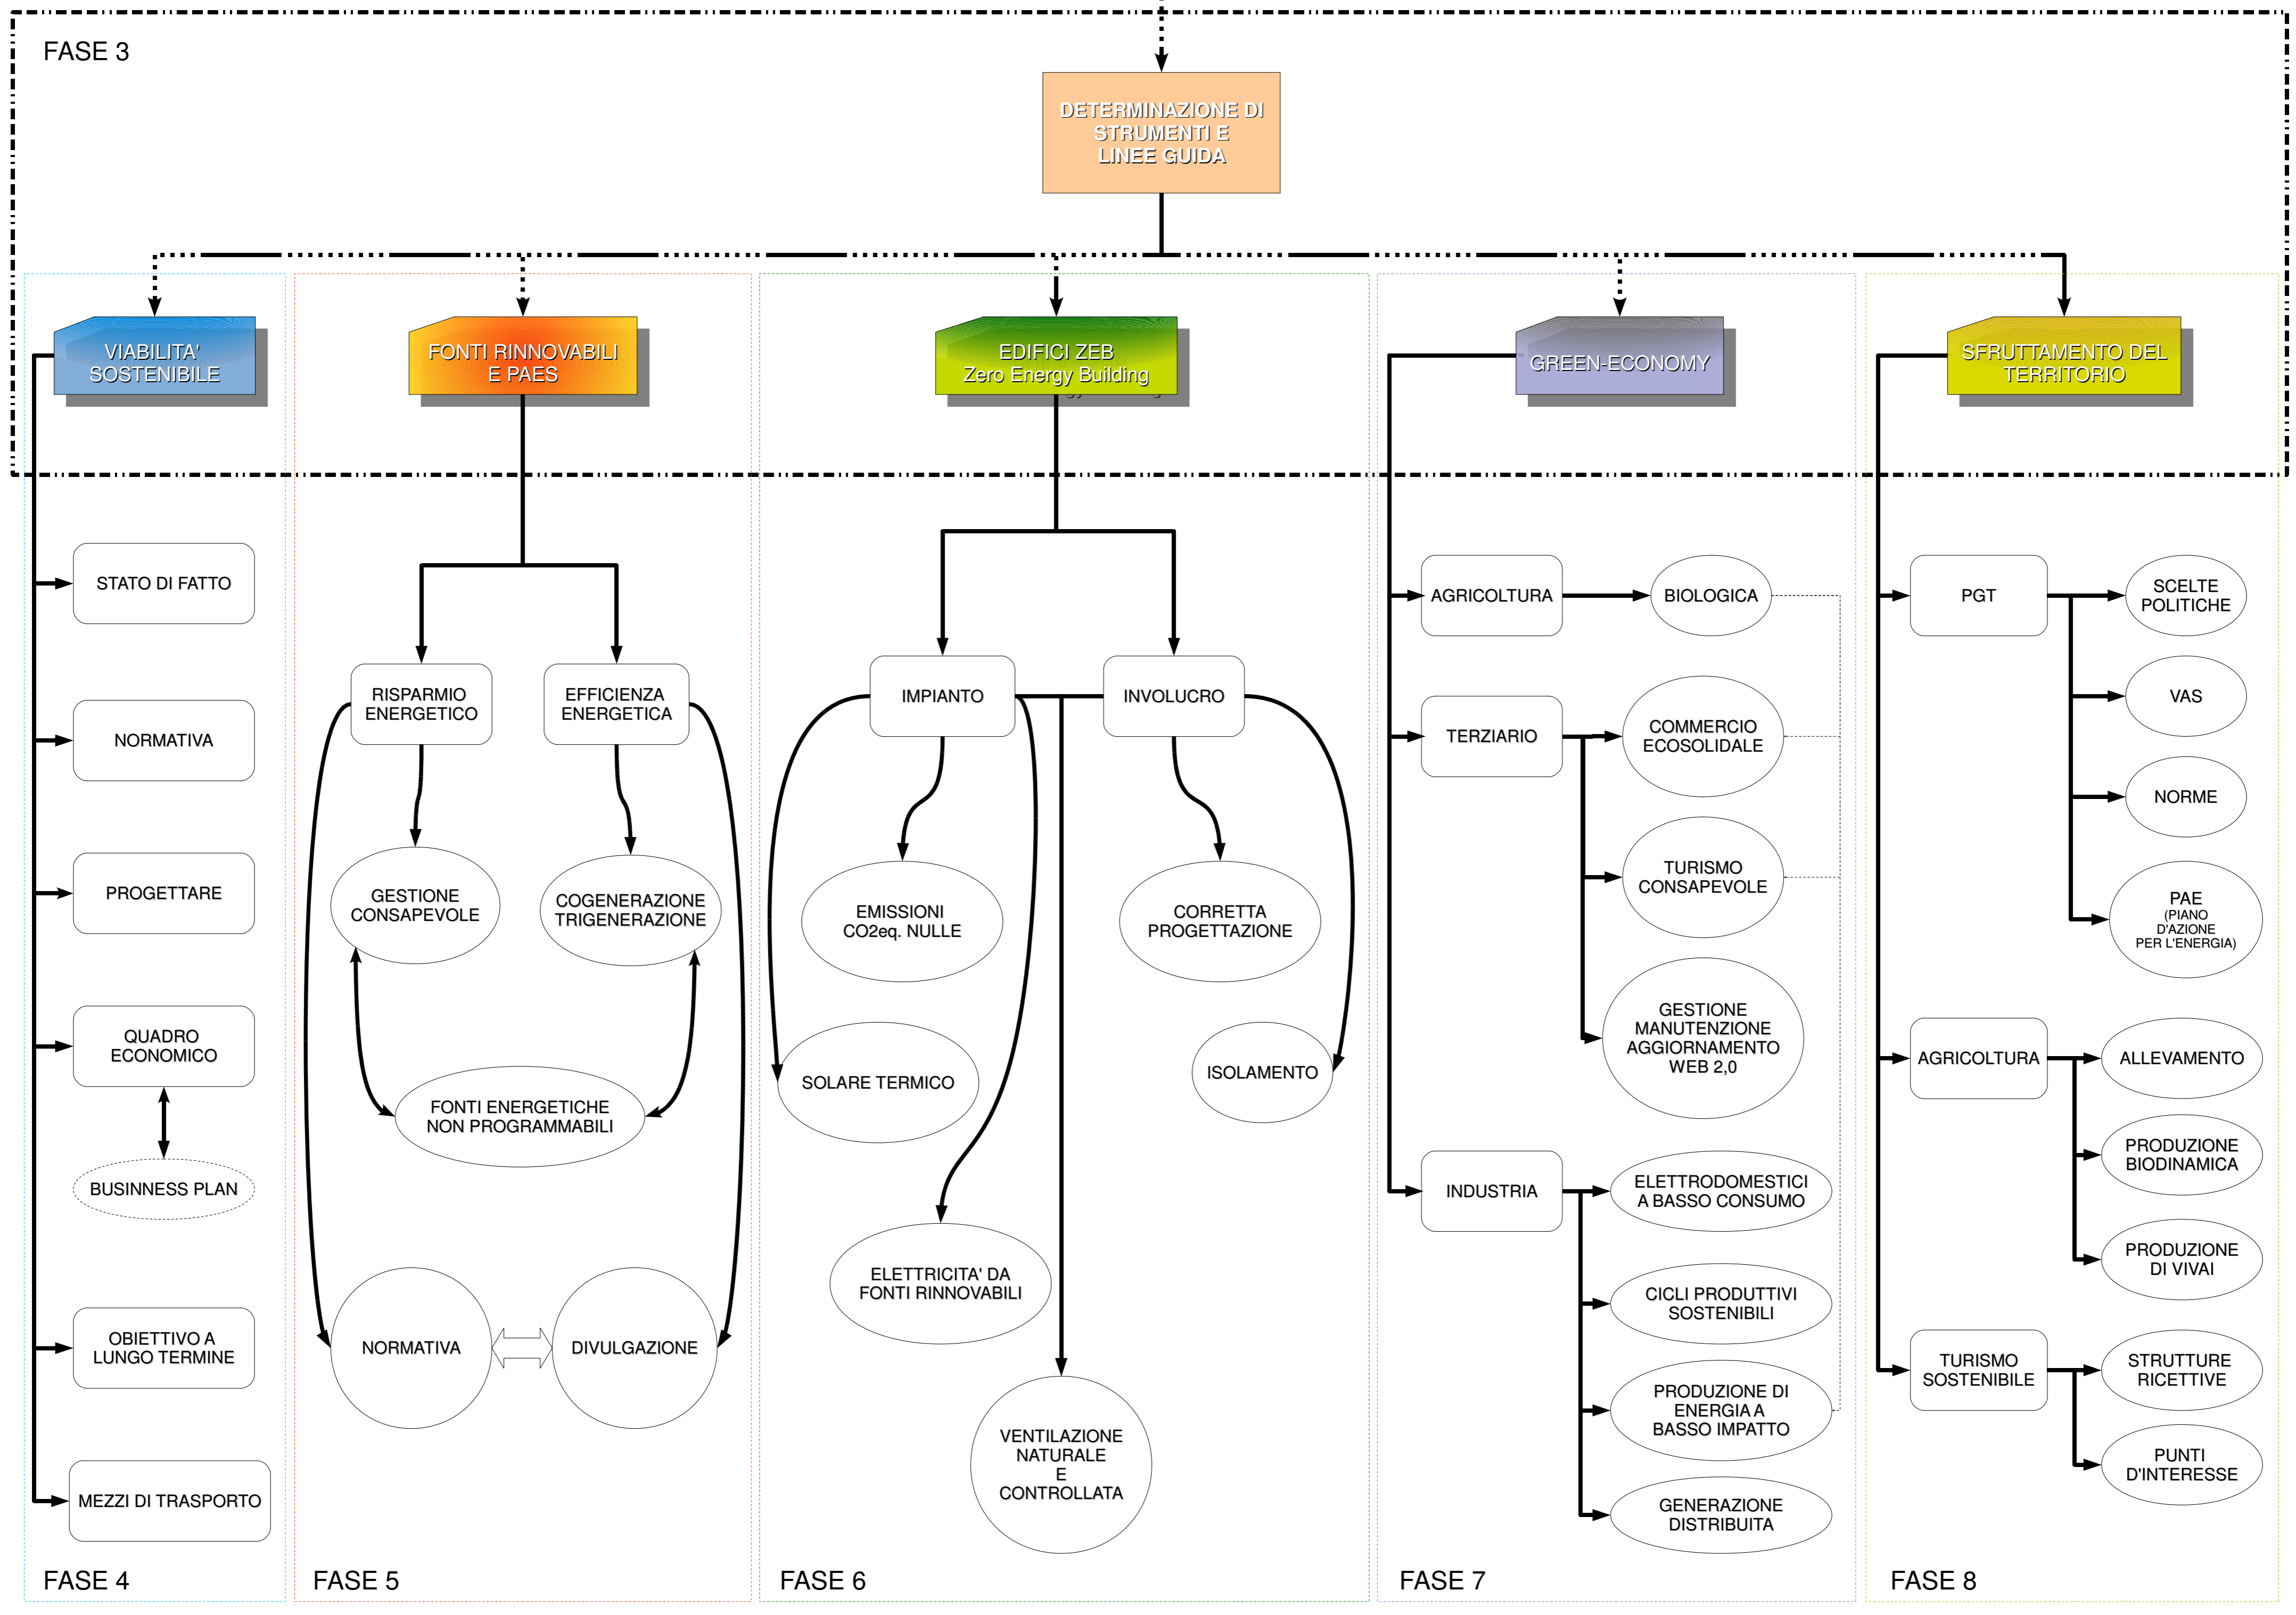 FASE 3
DETERMINAZIONE DI
STRUMENTI E
LINEE GUIDA
VIABILITA'
SOSTENIBILE
FONTI RINNOVABILI
E PAES
EDIFICI ZEB
Zero Energy Building
GREEN-ECONOMY
SFRUTTAMENTO DEL
TERRITORIO
STATO DI FATTO
NORMATIVA
PROGETTARE
QUADRO
ECONOMICO
BUSINNESS PLAN
OBIETTIVO A
LUNGO TERMINE
MEZZI DI TRASPORTO
FASE 4
RISPARMIO
ENERGETICO
EFFICIENZA
ENERGETICA
GESTIONE
CONSAPEVOLE
COGENERAZIONE
TRIGENERAZIONE
FONTI ENERGETICHE
NON PROGRAMMABILI
NORMATIVA
DIVULGAZIONE
FASE 5
IMPIANTO
INVOLUCRO
EMISSIONI
CO2eq. NULLE
CORRETTA
PROGETTAZIONE
SOLARE TERMICO
ISOLAMENTO
ELETTRICITA' DA
FONTI RINNOVABILI
VENTILAZIONE
NATURALE
E
CONTROLLATA
FASE 6
AGRICOLTURA
BIOLOGICA
TERZIARIO
COMMERCIO
ECOSOLIDALE
TURISMO
CONSAPEVOLE
GESTIONE
MANUTENZIONE
AGGIORNAMENTO
WEB 2,0
INDUSTRIA
ELETTRODOMESTICI
A BASSO CONSUMO
CICLI PRODUTTIVI
SOSTENIBILI
PRODUZIONE DI
ENERGIA A
BASSO IMPATTO
GENERAZIONE
DISTRIBUITA
FASE 7
PGT
SCELTE
POLITICHE
VAS
NORME
PAE
(PIANO
D'AZIONE
PER L'ENERGIA)
AGRICOLTURA
ALLEVAMENTO
PRODUZIONE
BIODINAMICA
PRODUZIONE
DI VIVAI
TURISMO
SOSTENIBILE
STRUTTURE
RICETTIVE
PUNTI
D'INTERESSE
FASE 8